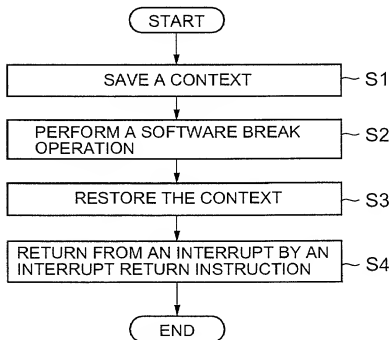 START
SAVE A CONTEXT
S1
PERFORM A SOFTWARE BREAK
OPERATION
S2
RESTORE THE CONTEXT
S3
RETURN FROM AN INTERRUPT BY AN
INTERRUPT RETURN INSTRUCTION
S4
END